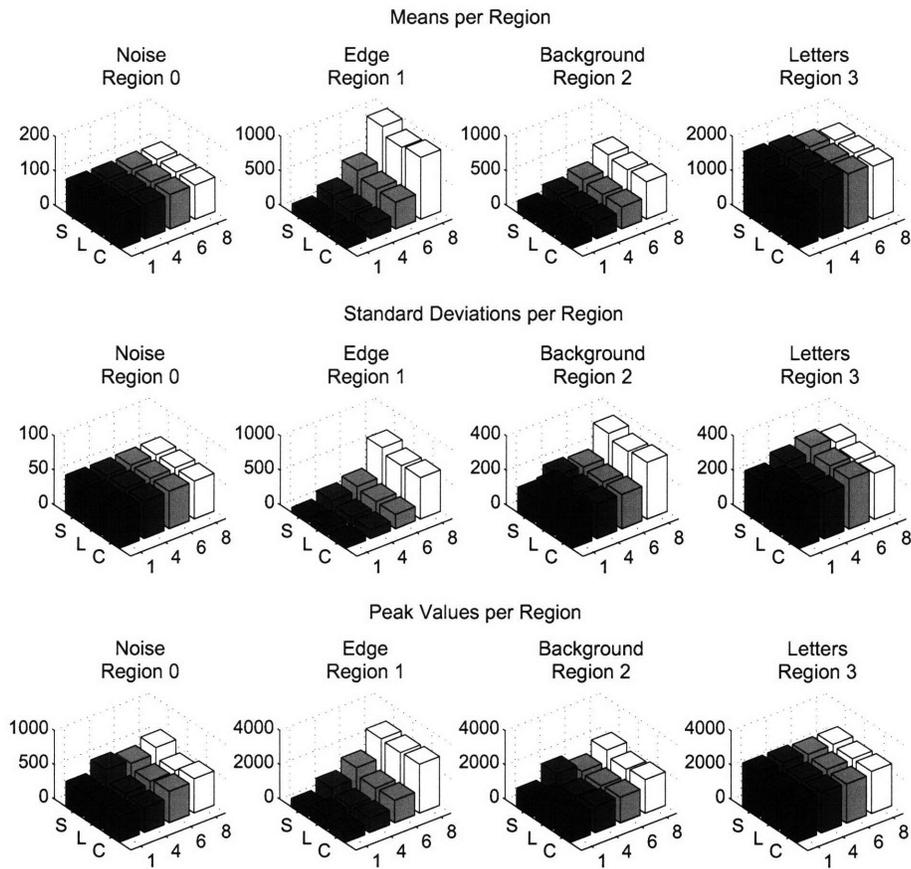 Means per Region
Noise Edge Background Letters
Region 0 Region 1 Region 2 Region 3
200 1000 1000 2000
100 500 500 1000
0 0 0 0
S L C 1 4 6 8 S L C 1 4 6 8 S L C 1 4 6 8 S L C 1 4 6 8
Standard Deviations per Region
Noise Edge Background Letters
Region 0 Region 1 Region 2 Region 3
100 1000 400 400
50 500 200 200
0 0 0 0
S L C 1 4 6 8 S L C 1 4 6 8 S L C 1 4 6 8 S L C 1 4 6 8
Peak Values per Region
Noise Edge Background Letters
Region 0 Region 1 Region 2 Region 3
1000 4000 4000 4000
500 2000 2000 2000
0 0 0 0
S L C 1 4 6 8 S L C 1 4 6 8 S L C 1 4 6 8 S L C 1 4 6 8